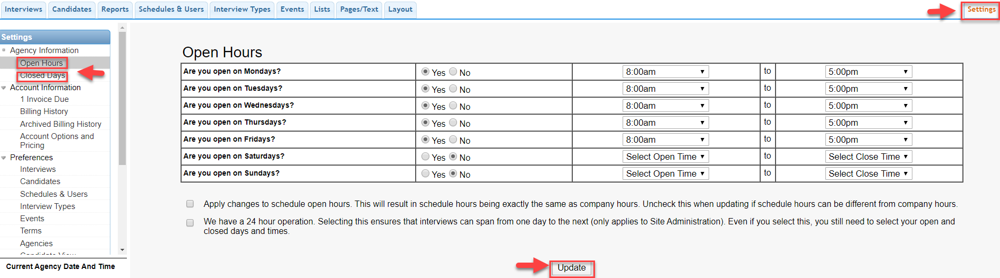 Interviews Candidates Reports Schedules & Users Interview Types Events Lists Pages/Text Layout Settings
Settings
Agency Information
Open Hours
Closed Days
Account Information
1 Invoice Due
Billing History
Archived Billing History
Account Options and
Pricing
Preferences
Interviews
Candidates
Schedules & Users
Interview Types
Events
Terms
Agencies
Candidate View
Current Agency Date And Time
Open Hours
Are you open on Mondays? Yes No 8:00am to 5:00pm
Are you open on Tuesdays? Yes No 8:00am to 5:00pm
Are you open on Wednesdays? Yes No 8:00am to 5:00pm
Are you open on Thursdays? Yes No 8:00am to 5:00pm
Are you open on Fridays? Yes No 8:00am to 5:00pm
Are you open on Saturdays? Yes No Select Open Time to Select Close Time
Are you open on Sundays? Yes No Select Open Time to Select Close Time
Apply changes to schedule open hours. This will result in schedule hours being exactly the same as company hours. Uncheck this when updating if schedule hours can be different from company hours.
We have a 24 hour operation. Selecting this ensures that interviews can span from one day to the next (only applies to Site Administration). Even if you select this, you still need to select your open and
closed days and times.
Update